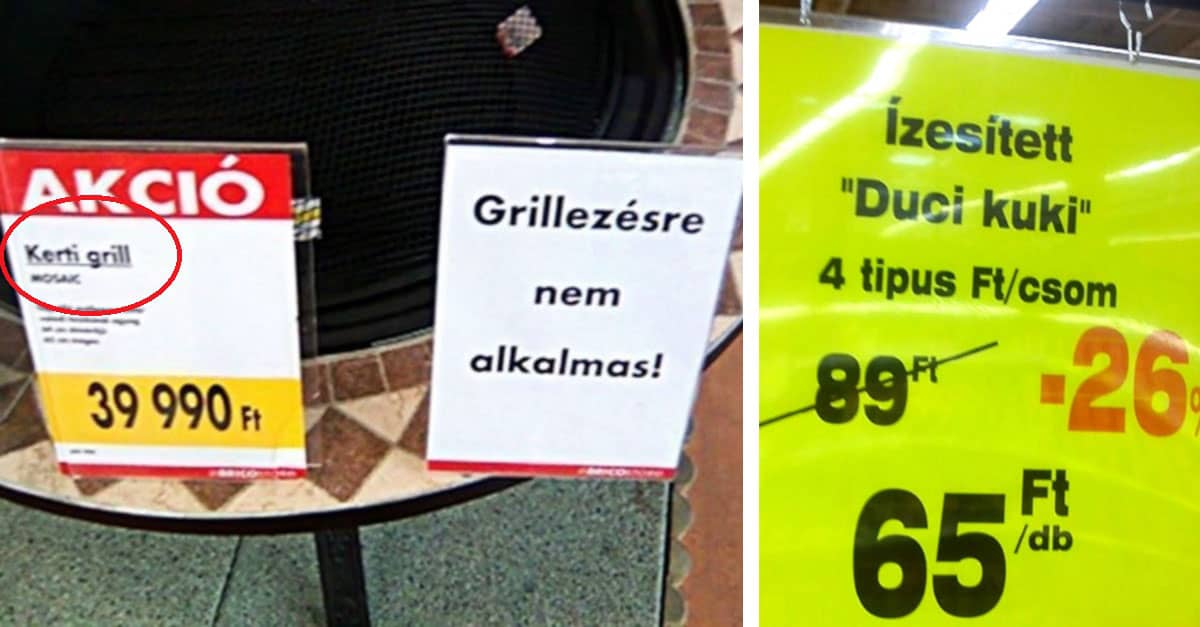 AKCIÓ
Kerti grill
MOSAIC
39 990 Ft
Grillezésre
nem
alkalmas!
Ízesített
"Duci kuki"
4 tipus Ft/csom
89 Ft
-26%
65 Ft
/db